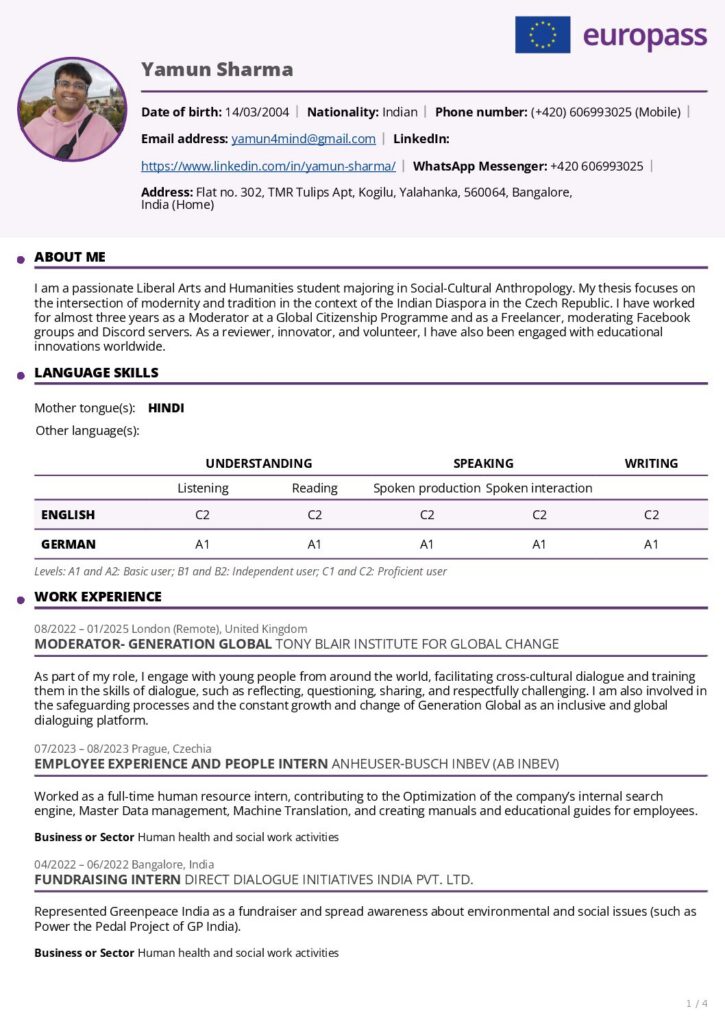 europass
Yamun Sharma
Date of birth: 14/03/2004 | Nationality: Indian | Phone number: (+420) 606993025 (Mobile) |
Email address: yamun4mind@gmail.com | LinkedIn:
https://www.linkedin.com/in/yamun-sharma/ | WhatsApp Messenger: +420 606993025 |
Address: Flat no. 302, TMR Tulips Apt, Kogilu, Yalahanka, 560064, Bangalore,
India (Home)
ABOUT ME
I am a passionate Liberal Arts and Humanities student majoring in Social-Cultural Anthropology. My thesis focuses on
the intersection of modernity and tradition in the context of the Indian Diaspora in the Czech Republic. I have worked
for almost three years as a Moderator at a Global Citizenship Programme and as a Freelancer, moderating Facebook
groups and Discord servers. As a reviewer, innovator, and volunteer, I have also been engaged with educational
innovations worldwide.
LANGUAGE SKILLS
Mother tongue(s): HINDI
Other language(s):
UNDERSTANDING SPEAKING WRITING
Listening Reading Spoken production Spoken interaction
ENGLISH C2 C2 C2 C2 C2
GERMAN A1 A1 A1 A1 A1
Levels: A1 and A2: Basic user; B1 and B2: Independent user; C1 and C2: Proficient user
WORK EXPERIENCE
08/2022 – 01/2025 London (Remote), United Kingdom
MODERATOR- GENERATION GLOBAL TONY BLAIR INSTITUTE FOR GLOBAL CHANGE
As part of my role, I engage with young people from around the world, facilitating cross-cultural dialogue and training
them in the skills of dialogue, such as reflecting, questioning, sharing, and respectfully challenging. I am also involved in
the safeguarding processes and the constant growth and change of Generation Global as an inclusive and global
dialoguing platform.
07/2023 – 08/2023 Prague, Czechia
EMPLOYEE EXPERIENCE AND PEOPLE INTERN ANHEUSER-BUSCH INBEV (AB INBEV)
Worked as a full-time human resource intern, contributing to the Optimization of the company's internal search
engine, Master Data management, Machine Translation, and creating manuals and educational guides for employees.
Business or Sector Human health and social work activities
04/2022 – 06/2022 Bangalore, India
FUNDRAISING INTERN DIRECT DIALOGUE INITIATIVES INDIA PVT. LTD.
Represented Greenpeace India as a fundraiser and spread awareness about environmental and social issues (such as
Power the Pedal Project of GP India).
Business or Sector Human health and social work activities
1 / 4